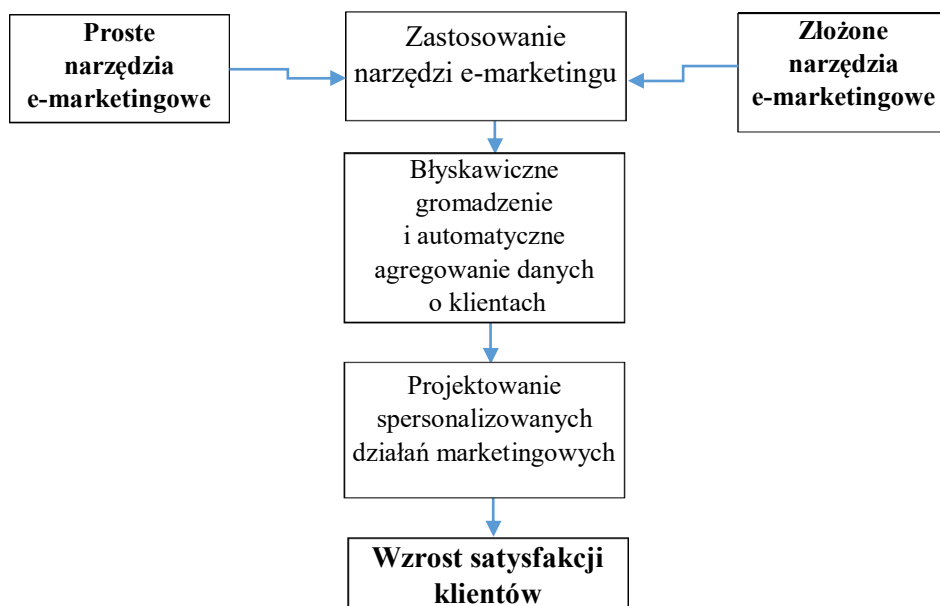 Proste
narzędzia
e-marketingowe
Zastosowanie
narzędzi e-marketingu
Złożone
narzędzia
e-marketingowe
Błyskawiczne
gromadzenie
i automatyczne
agregowanie danych
o klientach
Projektowanie
spersonalizowanych
działań marketingowych
Wzrost satysfakcji
klientów